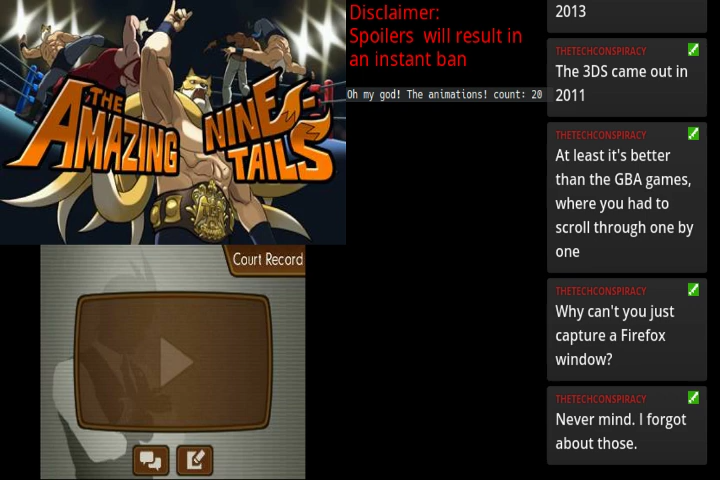 THE
AMAZING
NINE
TAILS
Disclaimer:
Spoilers will result in
an instant ban
Oh my god! The animations! count: 20
Court Record
2013
THETECHCONSPIRACY
The 3DS came out in
2011
THETECHCONSPIRACY
At least it's better
than the GBA games,
where you had to
scroll through one by
one
THETECHCONSPIRACY
Why can't you just
capture a Firefox
window?
THETECHCONSPIRACY
Never mind. I forgot
about those.